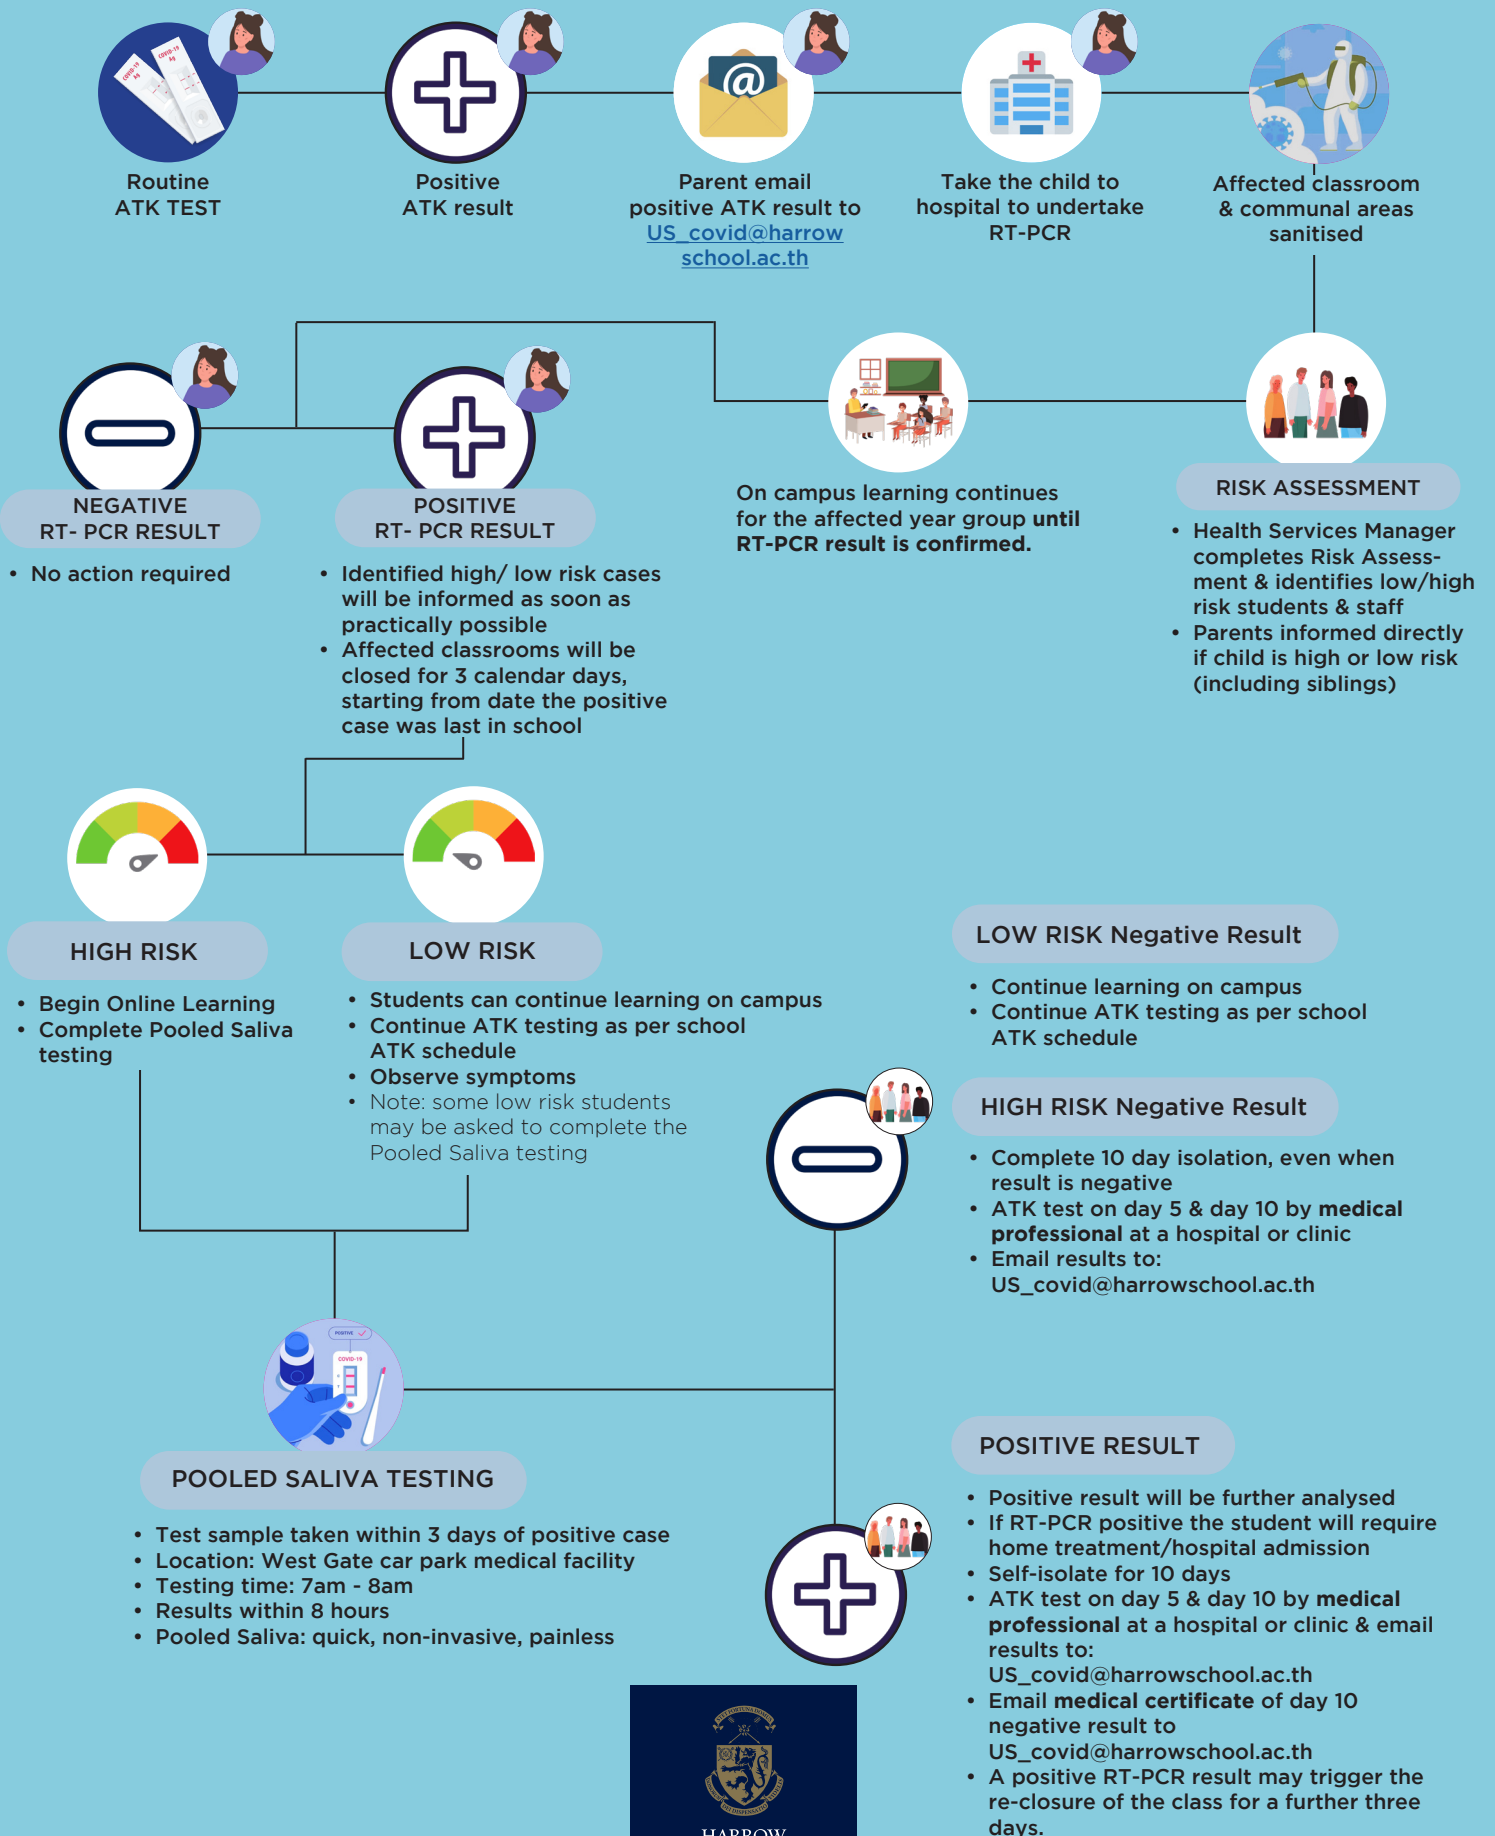 COVID-19
Ag
COVID-19
Ag
Routine
ATK TEST
Positive
ATK result
Parent email
positive ATK result to
US_covid@harrow
school.ac.th
Take the child to
hospital to undertake
RT-PCR
Affected classroom
& communal areas
sanitised
NEGATIVE
RT- PCR RESULT
• No action required
POSITIVE
RT- PCR RESULT
• Identified high/ low risk cases
will be informed as soon as
practically possible
• Affected classrooms will be
closed for 3 calendar days,
starting from date the positive
case was last in school
On campus learning continues
for the affected year group until
RT-PCR result is confirmed.
RISK ASSESSMENT
• Health Services Manager
completes Risk Assess-
ment & identifies low/high
risk students & staff
• Parents informed directly
if child is high or low risk
(including siblings)
HIGH RISK
• Begin Online Learning
• Complete Pooled Saliva
testing
LOW RISK
• Students can continue learning on campus
• Continue ATK testing as per school
ATK schedule
• Observe symptoms
• Note: some low risk students
may be asked to complete the
Pooled Saliva testing
LOW RISK Negative Result
• Continue learning on campus
• Continue ATK testing as per school
ATK schedule
HIGH RISK Negative Result
• Complete 10 day isolation, even when
result is negative
• ATK test on day 5 & day 10 by medical
professional at a hospital or clinic
• Email results to:
US_covid@harrowschool.ac.th
POSITIVE
COVID-19
POOLED SALIVA TESTING
• Test sample taken within 3 days of positive case
• Location: West Gate car park medical facility
• Testing time: 7am - 8am
• Results within 8 hours
• Pooled Saliva: quick, non-invasive, painless
POSITIVE RESULT
• Positive result will be further analysed
• If RT-PCR positive the student will require
home treatment/hospital admission
• Self-isolate for 10 days
• ATK test on day 5 & day 10 by medical
professional at a hospital or clinic & email
results to:
US_covid@harrowschool.ac.th
• Email medical certificate of day 10
negative result to
US_covid@harrowschool.ac.th
• A positive RT-PCR result may trigger the
re-closure of the class for a further three
days.
HARROW